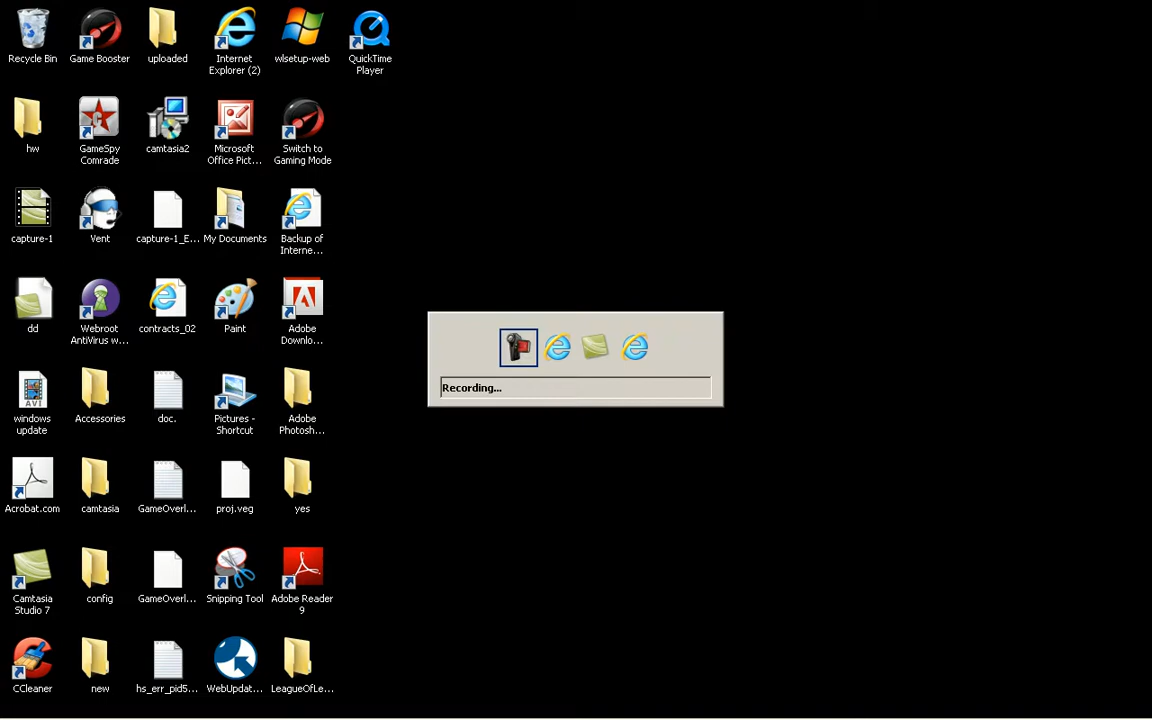 Recycle Bin
Game Booster
uploaded
Internet
Explorer (2)
wlsetup-web
QuickTime
Player
hw
GameSpy
Comrade
camtasia2
Microsoft
Office Pict...
Switch to
Gaming Mode
capture-1
Vent
capture-1_E...
My Documents
Backup of
Interne...
dd
Webroot
AntiVirus w...
contracts_02
Paint
Adobe
Downlo...
Recording...
windows
update
Accessories
doc.
Pictures -
Shortcut
Adobe
Photosh...
Acrobat.com
camtasia
GameOverl...
proj.veg
yes
Camtasia
Studio 7
config
GameOverl...
Snipping Tool
Adobe Reader
9
CCleaner
new
hs_err_pid5...
WebUpdat...
LeagueOfLe...
AVI